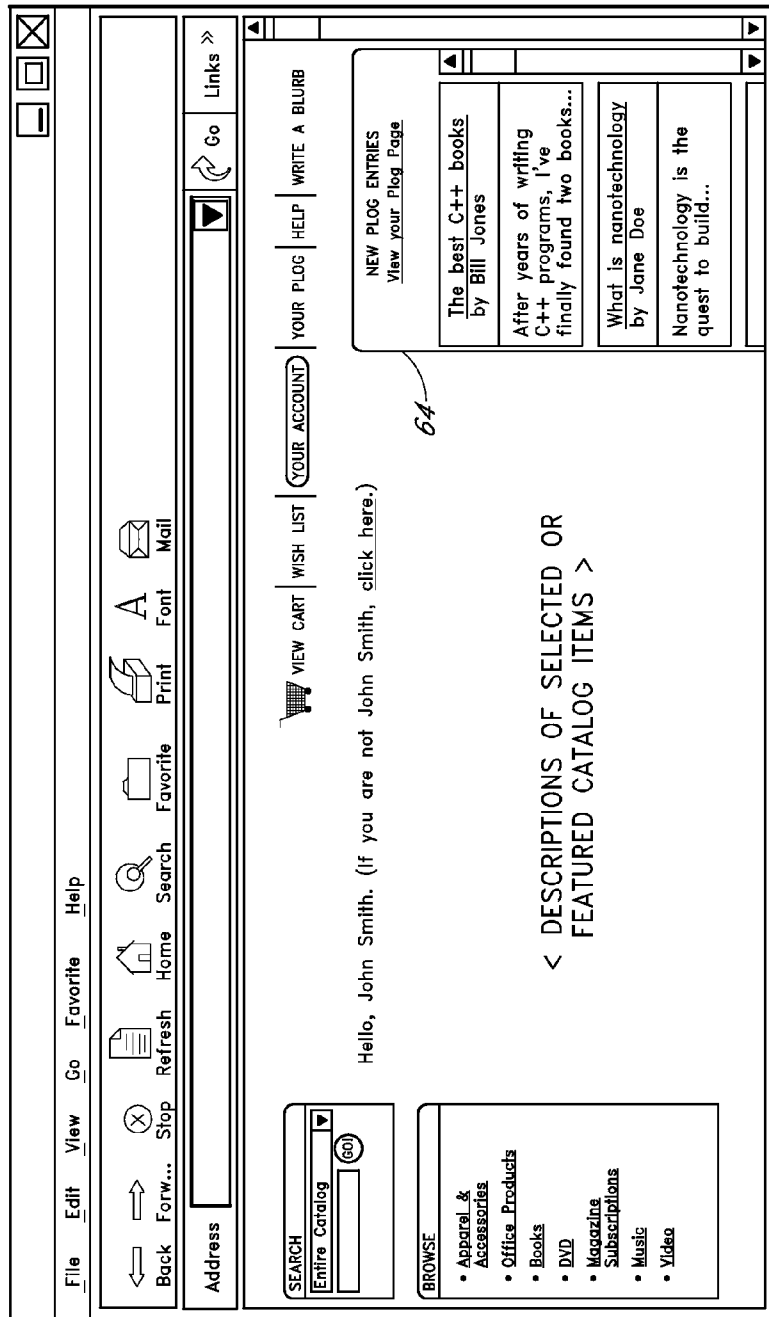 File Edit View Go Favorite Help
Back Forw... Stop Refresh Home Search Favorite Print Font Mail
Address Go Links >>
VIEW CART | WISH LIST | YOUR ACCOUNT | YOUR PLOG | HELP | WRITE A BLURB
Hello, John Smith. (If you are not John Smith, click here.)
SEARCH
Entire Catalog
GO!
BROWSE
• Apparel &
Accessories
• Office Products
• Books
• DVD
• Magazine
Subscriptions
• Music
• Video
< DESCRIPTIONS OF SELECTED OR
FEATURED CATALOG ITEMS >
64
NEW PLOG ENTRIES
View your Plog Page
The best C++ books
by Bill Jones
After years of writing
C++ programs, I've
finally found two books...
What is nanotechnology
by Jane Doe
Nanotechnology is the
quest to build...